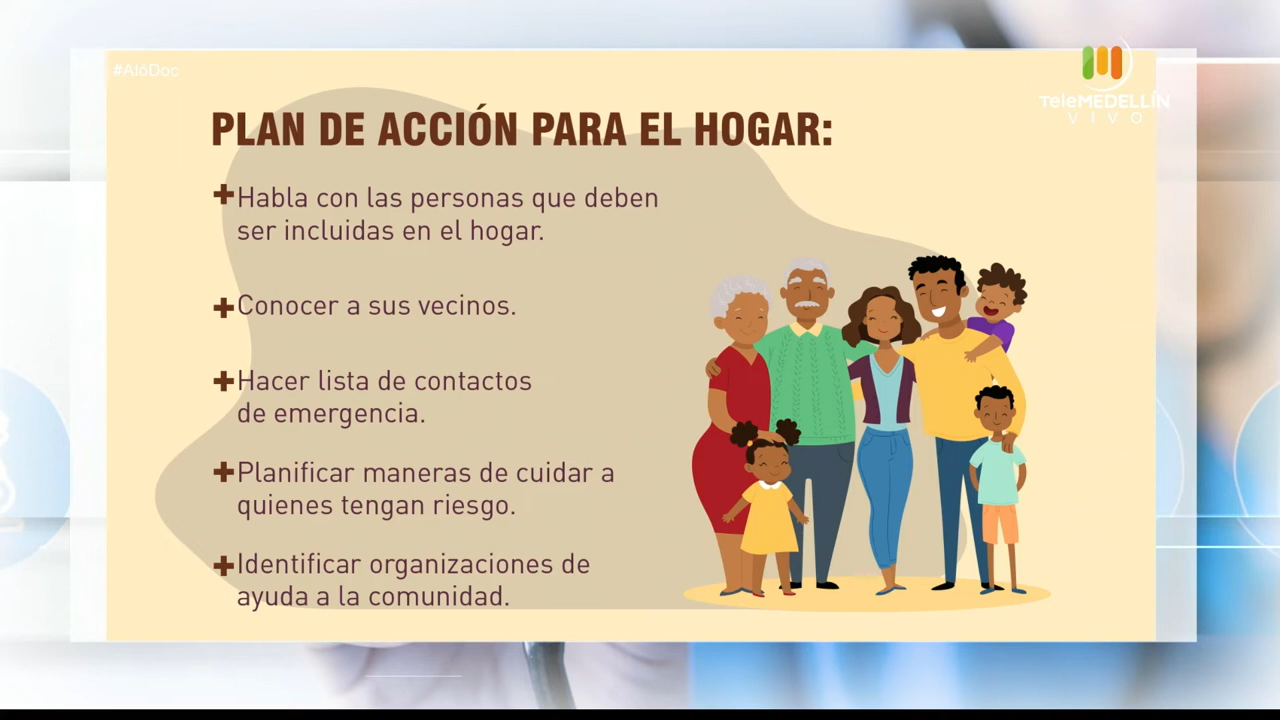 #AlóDoc
TeleMEDELLÍN
VIVO
PLAN DE ACCIÓN PARA EL HOGAR:
Habla con las personas que deben
ser incluidas en el hogar.
Conocer a sus vecinos.
Hacer lista de contactos
de emergencia.
Planificar maneras de cuidar a
quienes tengan riesgo.
Identificar organizaciones de
ayuda a la comunidad.